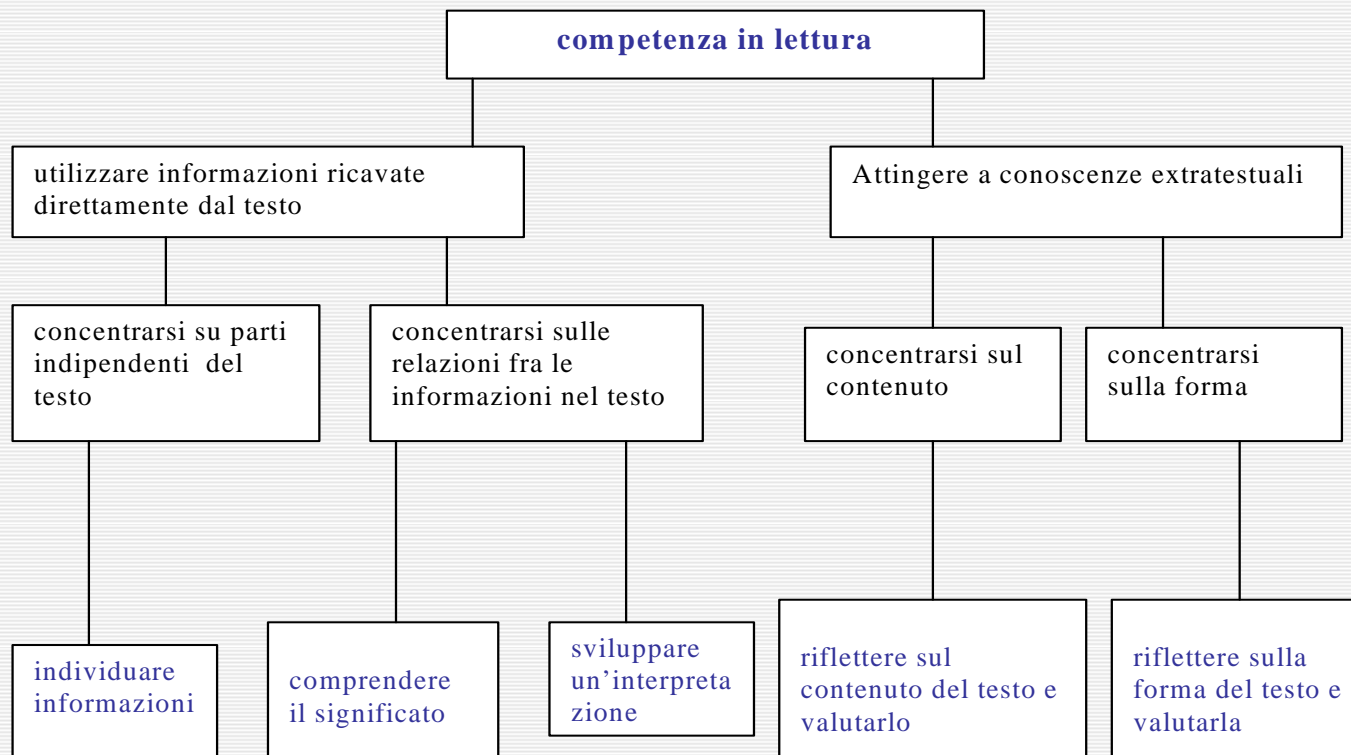 competenza in lettura
utilizzare informazioni ricavate
direttamente dal testo
Attingere a conoscenze extratestuali
concentrarsi su parti
indipendenti del
testo
concentrarsi sulle
relazioni fra le
informazioni nel testo
concentrarsi sul
contenuto
concentrarsi
sulla forma
individuare
informazioni
comprendere
il significato
sviluppare
un’interpreta
zione
riflettere sul
contenuto del testo e
valutarlo
riflettere sulla
forma del testo e
valutarla